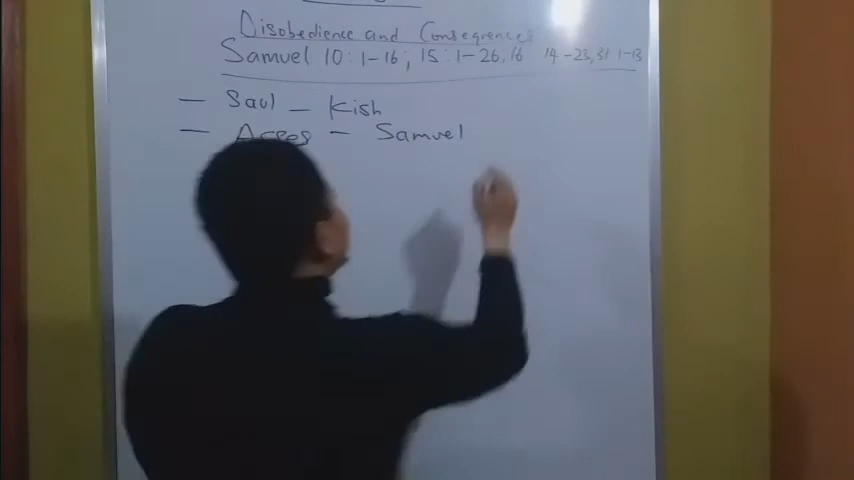 Disobedience and Consequences
Samuel 10:1-16; 15:1-26,16 14-23,31 1-13
— Saul — Kish
— Asses — Samuel